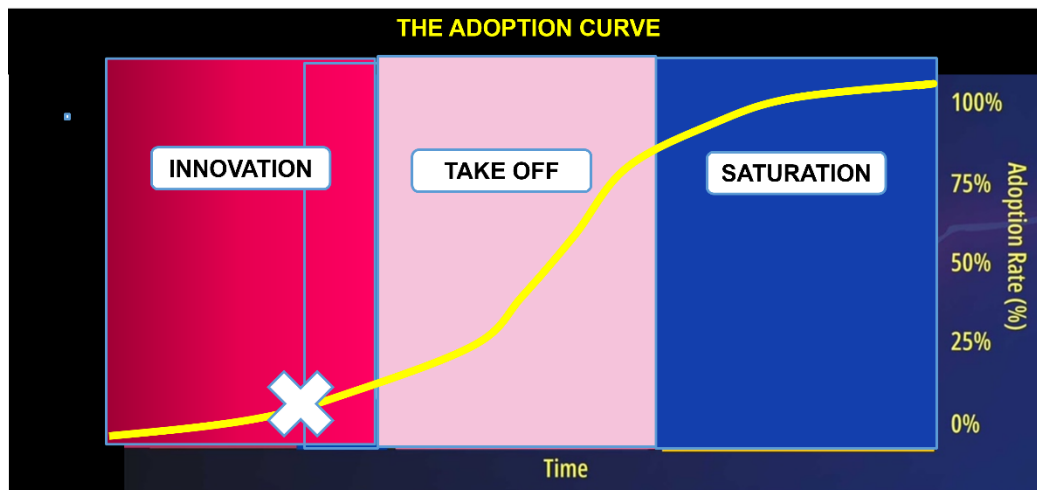 THE ADOPTION CURVE
INNOVATION
TAKE OFF
SATURATION
100%
75%
50%
25%
0%
Adoption Rate (%)
Time